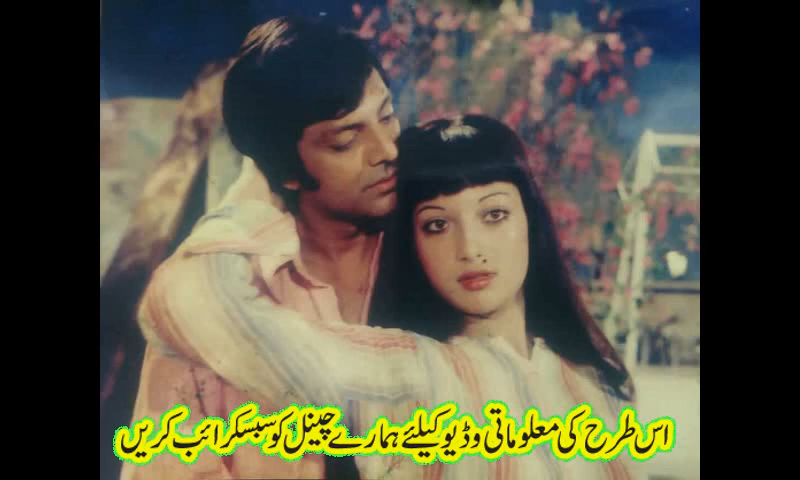 اس طرح کی معلوماتی وڈیو کیلئے ہمارے چینل کو سبسکرائب کریں